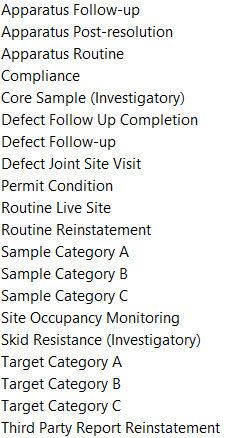 Apparatus Follow-up
Apparatus Post-resolution
Apparatus Routine
Compliance
Core Sample (Investigatory)
Defect Follow Up Completion
Defect Follow-up
Defect Joint Site Visit
Permit Condition
Routine Live Site
Routine Reinstatement
Sample Category A
Sample Category B
Sample Category C
Site Occupancy Monitoring
Skid Resistance (Investigatory)
Target Category A
Target Category B
Target Category C
Third Party Report Reinstatement